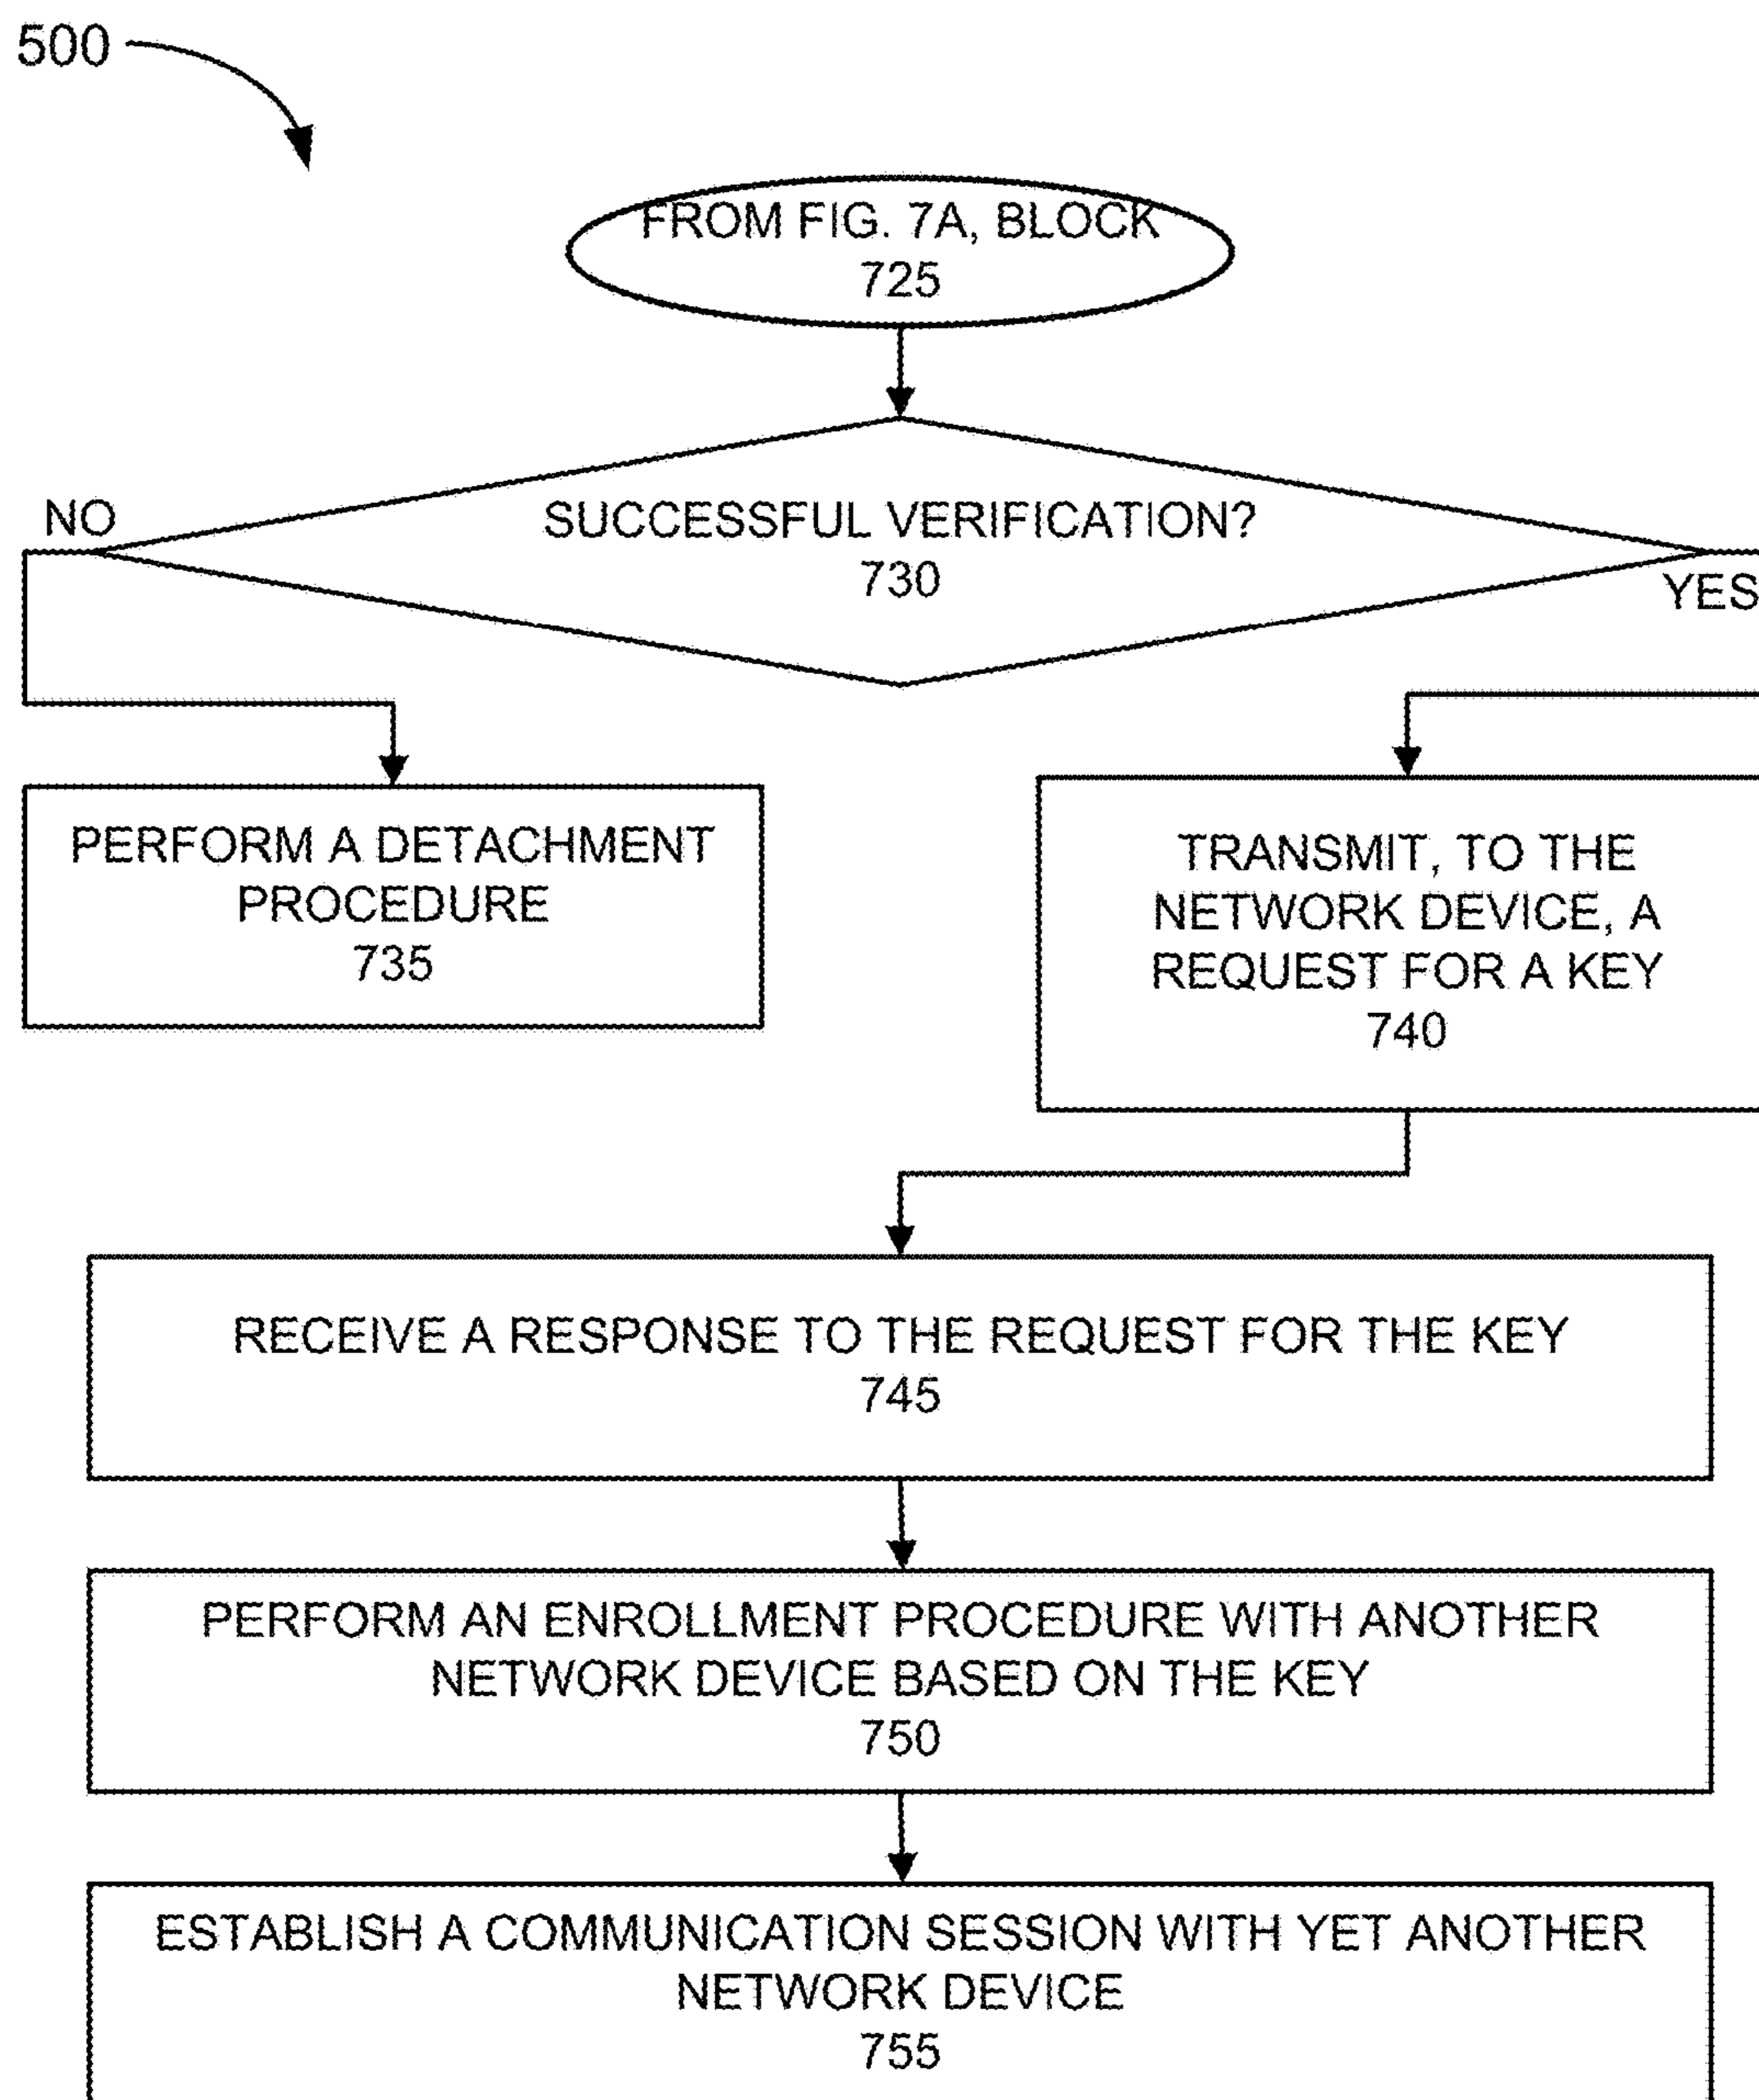 500
FROM FIG. 7A, BLOCK
725
SUCCESSFUL VERIFICATION?
730
NO
YES
PERFORM A DETACHMENT
PROCEDURE
735
TRANSMIT, TO THE
NETWORK DEVICE, A
REQUEST FOR A KEY
740
RECEIVE A RESPONSE TO THE REQUEST FOR THE KEY
745
PERFORM AN ENROLLMENT PROCEDURE WITH ANOTHER
NETWORK DEVICE BASED ON THE KEY
750
ESTABLISH A COMMUNICATION SESSION WITH YET ANOTHER
NETWORK DEVICE
755